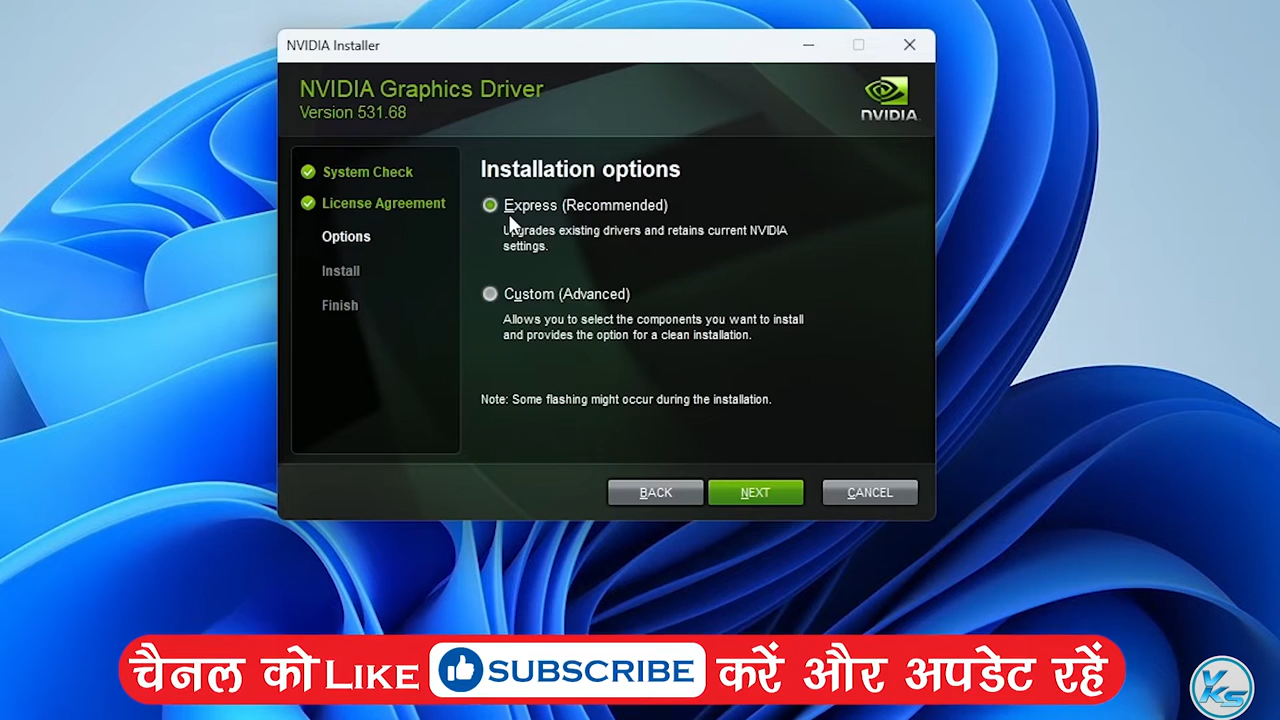 NVIDIA Installer
NVIDIA Graphics Driver
Version 531.68
NVIDIA.
System Check
License Agreement
Options
Install
Finish
Installation options
Express (Recommended)
Upgrades existing drivers and retains current NVIDIA
settings.
Custom (Advanced)
Allows you to select the components you want to install
and provides the option for a clean installation.
Note: Some flashing might occur during the installation.
BACK
NEXT
CANCEL
चैनल को LIKE SUBSCRIBE करें और अपडेट रहें
YKS